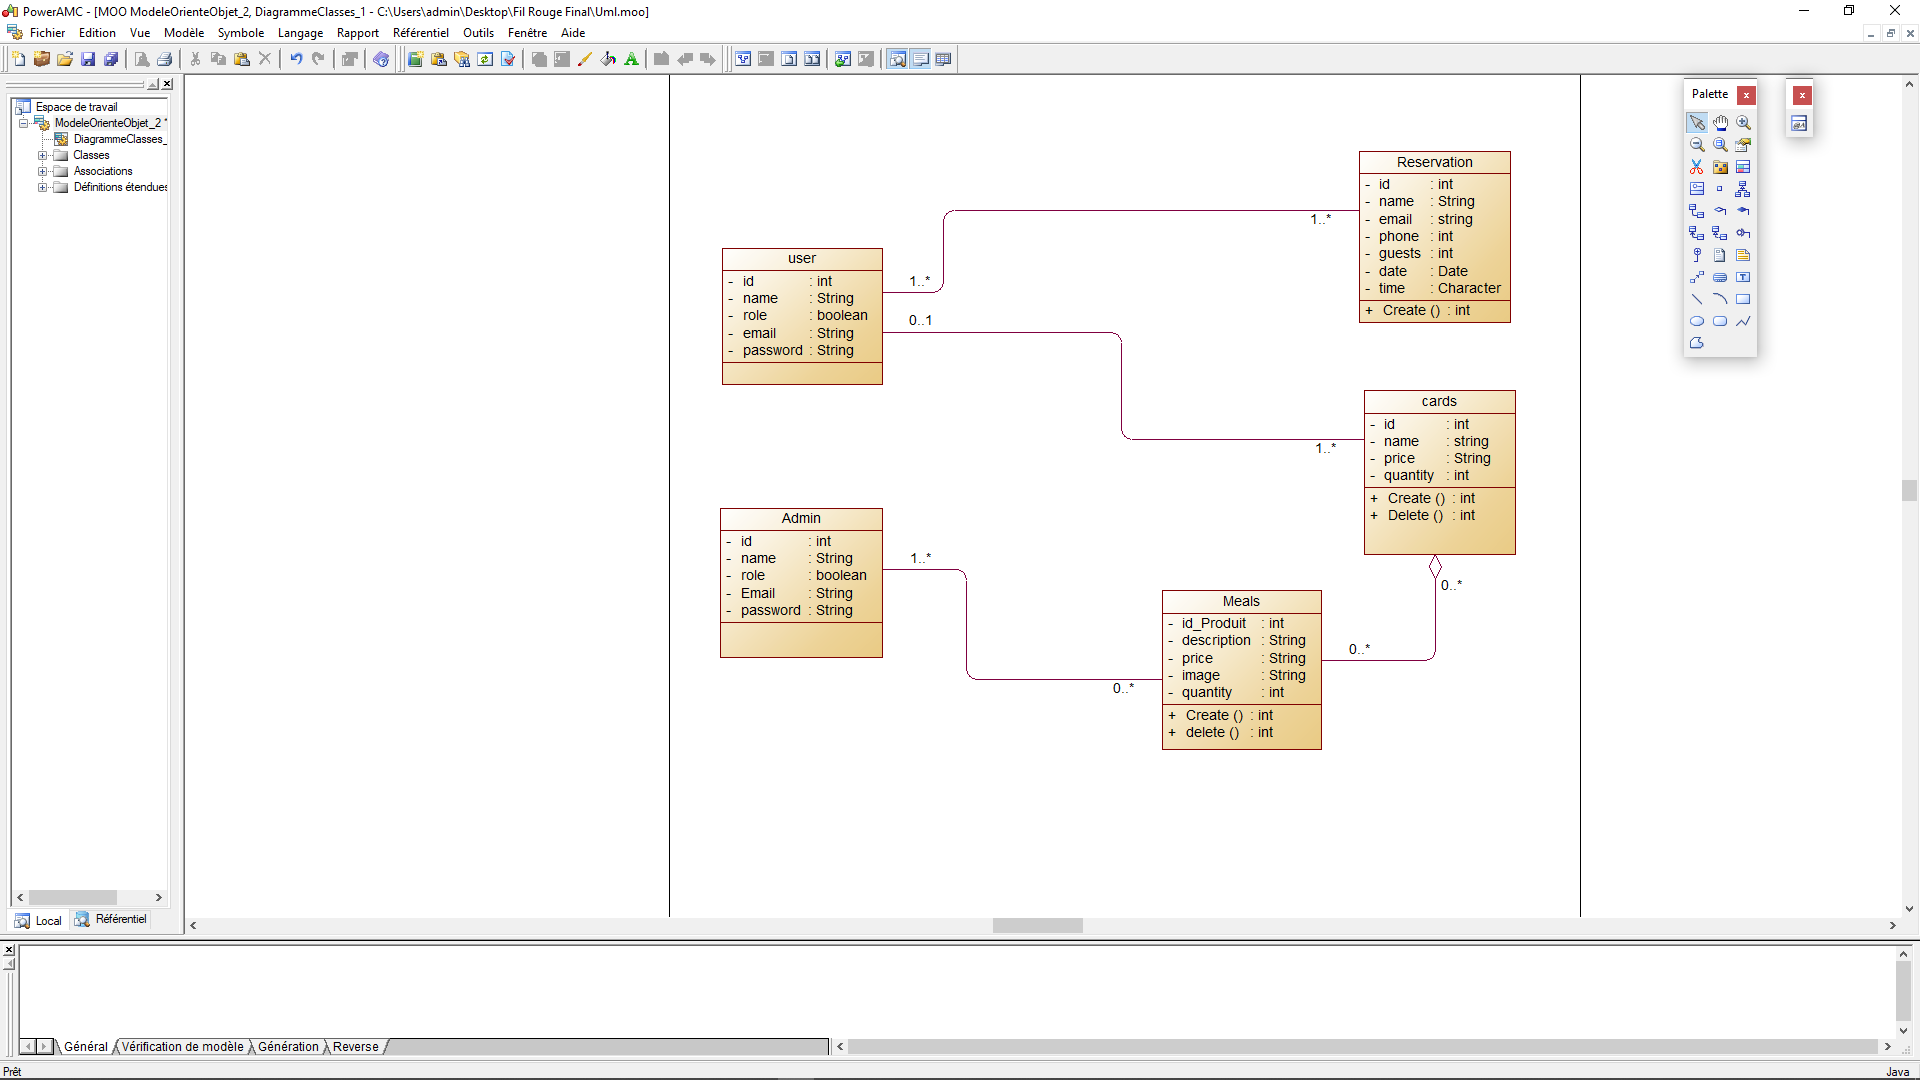 PowerAMC - [MOO ModeleOrienteObjet_2, DiagrammeClasses_1 - C:\Users\admin\Desktop\Fil Rouge Final\Uml.moo]
Fichier Edition Vue Modèle Symbole Langage Rapport Référentiel Outils Fenêtre Aide
Espace de travail
ModeleOrienteObjet_2 *
DiagrammeClasses_
Classes
Associations
Définitions étendues
Local Référentiel
Palette
Reservation
- id : int
- name : String
- email : string
- phone : int
- guests : int
- date : Date
- time : Character
+ Create () : int
1..*
user
- id : int
- name : String
- role : boolean
- email : String
- password : String
1..*
0..1
cards
- id : int
- name : string
- price : String
- quantity : int
+ Create () : int
+ Delete () : int
1..*
0..*
Admin
- id : int
- name : String
- role : boolean
- Email : String
- password : String
1..*
Meals
- id_Produit : int
- description : String
- price : String
- image : String
- quantity : int
+ Create () : int
+ delete () : int
0..*
0..*
Général Vérification de modèle Génération Reverse
Prêt
Java